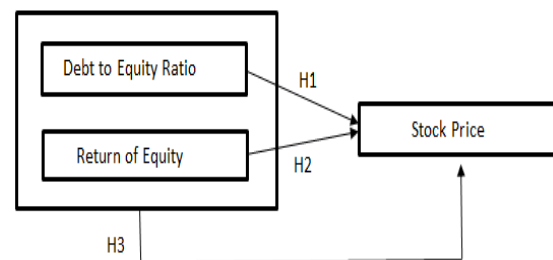 Debt to Equity Ratio
H1
Stock Price
Return of Equity
H2
H3